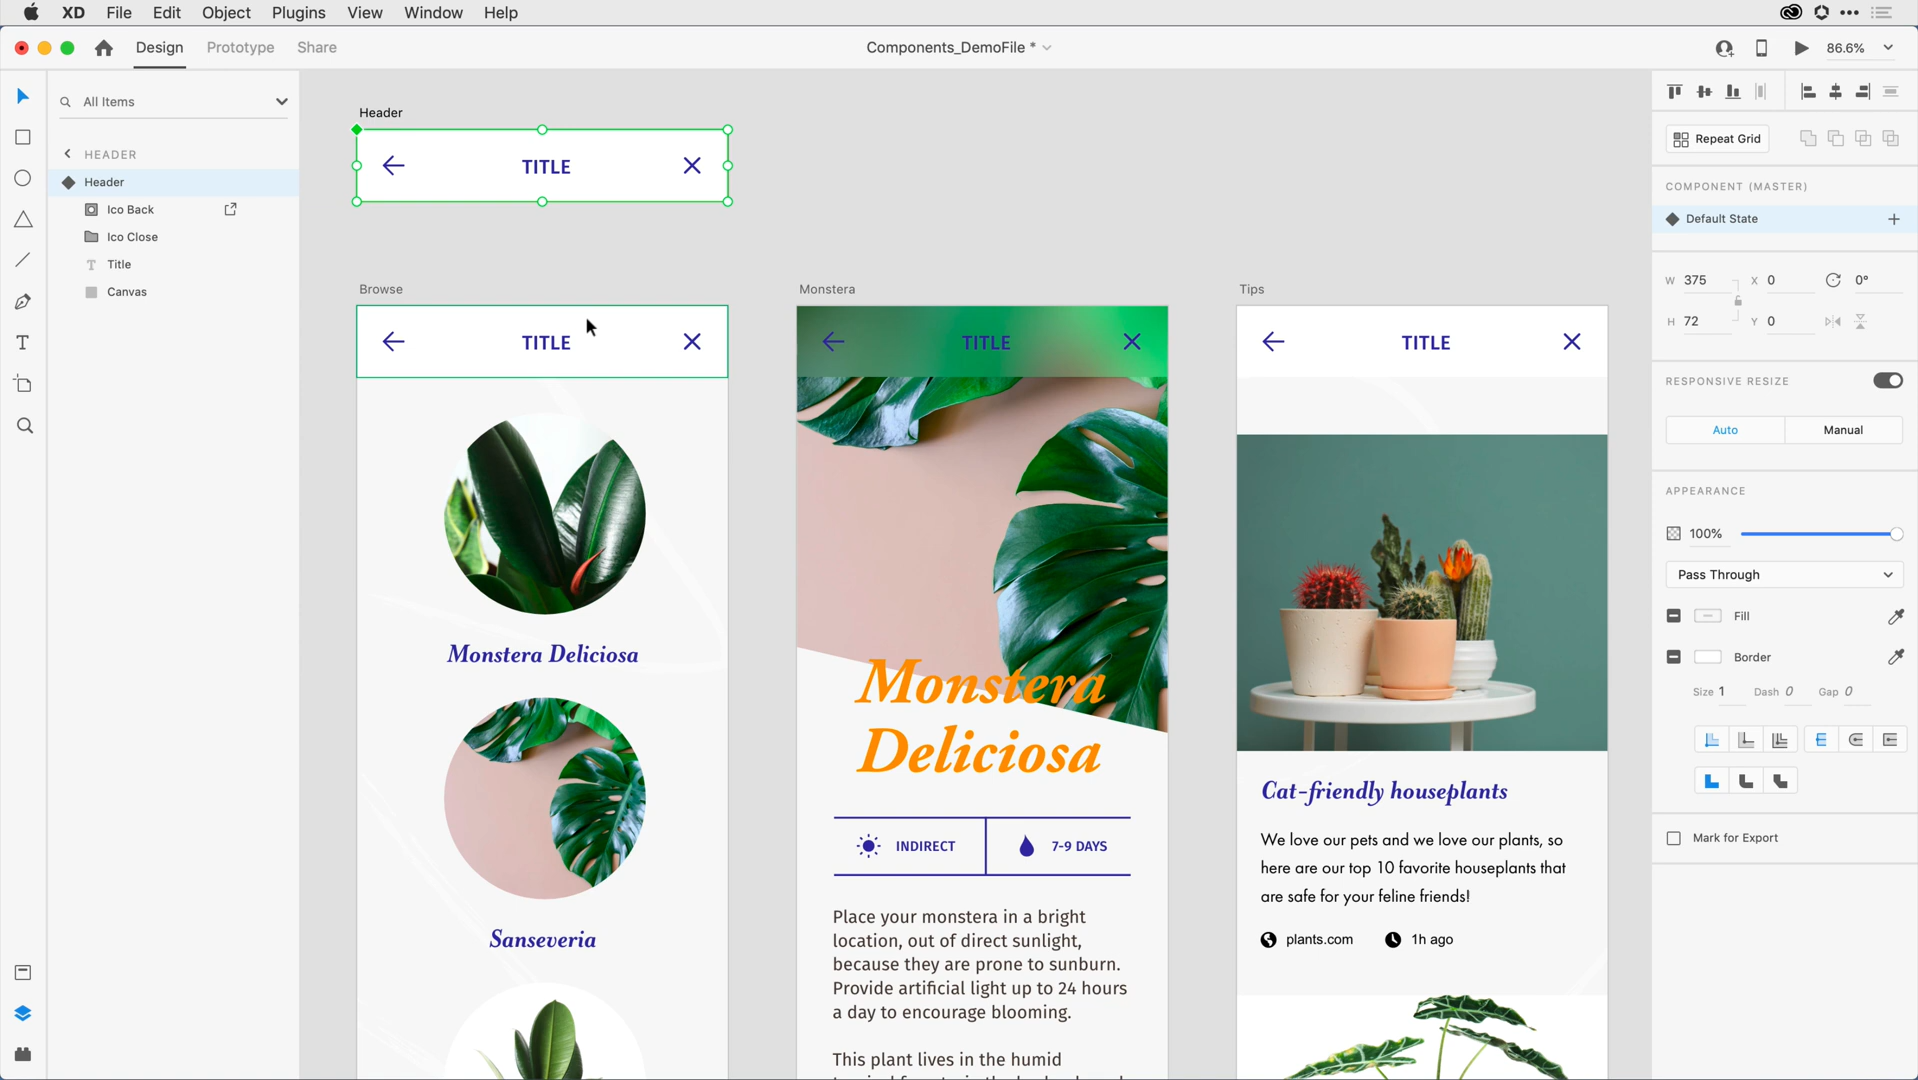 XD File Edit Object Plugins View Window Help
Design Prototype Share
Components_DemoFile *
86.6%
All Items
HEADER
Header
Ico Back
Ico Close
Title
Canvas
Header
TITLE
Browse
TITLE
Monstera Deliciosa
Sanseveria
Monstera
TITLE
Monstera
Deliciosa
INDIRECT
7-9 DAYS
Place your monstera in a bright
location, out of direct sunlight,
because they are prone to sunburn.
Provide artificial light up to 24 hours
a day to encourage blooming.
This plant lives in the humid
Tips
TITLE
Cat-friendly houseplants
We love our pets and we love our plants, so
here are our top 10 favorite houseplants that
are safe for your feline friends!
plants.com
1h ago
Repeat Grid
COMPONENT (MASTER)
Default State
W 375 X 0 0°
H 72 Y 0
RESPONSIVE RESIZE
Auto Manual
APPEARANCE
100%
Pass Through
Fill
Border
Size 1 Dash 0 Gap 0
Mark for Export